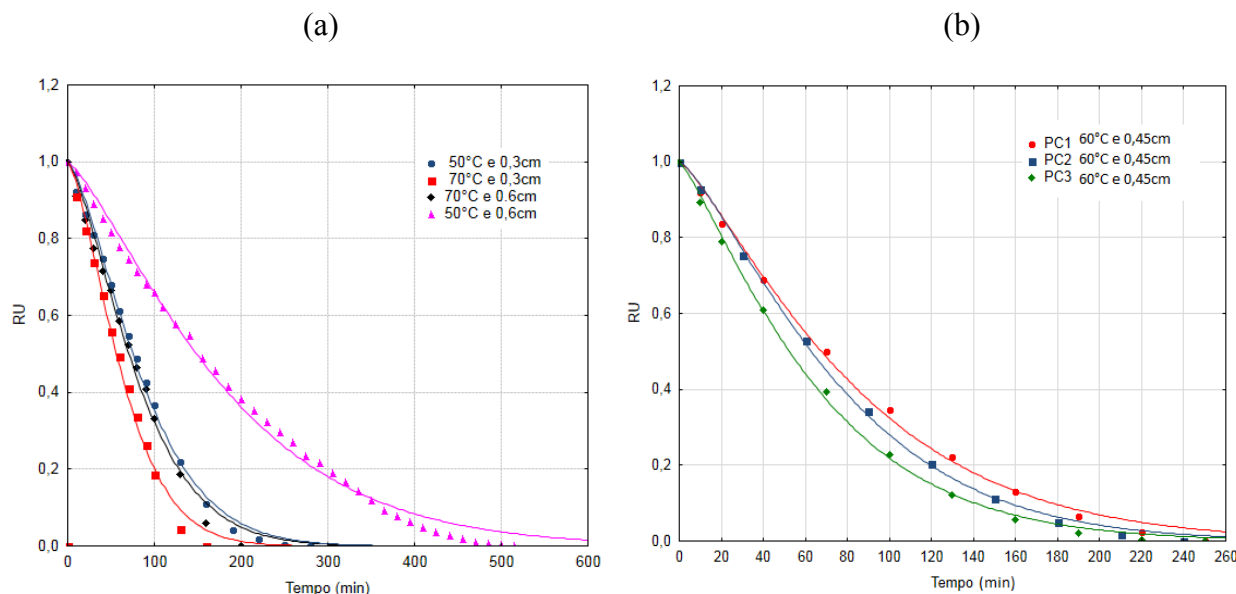 (a)
1,2
1,0
0,8
0,6
0,4
0,2
0,0
RU
0 100 200 300 400 500 600
Tempo (min)
50°C e 0,3cm
70°C e 0,3cm
70°C e 0.6cm
50°C e 0,6cm
(b)
1,2
1,0
0,8
0,6
0,4
0,2
0,0
RU
0 20 40 60 80 100 120 140 160 180 200 220 240 260
Tempo (min)
PC1 60°C e 0,45cm
PC2 60°C e 0,45cm
PC3 60°C e 0,45cm